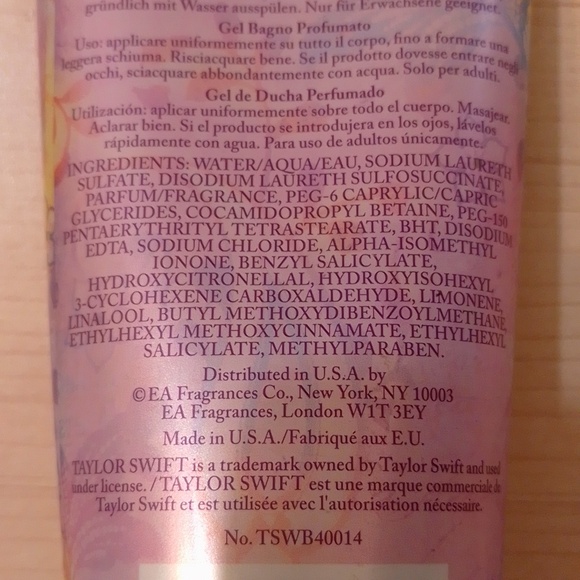 gründlich mit Wasser ausspülen. Nur für Erwachsene geeignet.
Gel Bagno Profumato
Uso: applicare uniformemente su tutto il corpo, fino a formare una
leggera schiuma. Risciacquare bene. Se il prodotto dovesse entrare negli
occhi, sciacquare abbondantemente con acqua. Solo per adulti.
Gel de Ducha Perfumado
Utilización: aplicar uniformemente sobre todo el cuerpo. Masajear.
Aclarar bien. Si el producto se introdujera en los ojos, lávelos
rápidamente con agua. Para uso de adultos únicamente.
INGREDIENTS: WATER/AQUA/EAU, SODIUM LAURETH
SULFATE, DISODIUM LAURETH SULFOSUCCINATE,
PARFUM/FRAGRANCE, PEG-6 CAPRYLIC/CAPRIC
GLYCERIDES, COCAMIDOPROPYL BETAINE, PEG-150
PENTAERYTHRITYL TETRASTEARATE, BHT, DISODIUM
EDTA, SODIUM CHLORIDE, ALPHA-ISOMETHYL
IONONE, BENZYL SALICYLATE,
HYDROXYCITRONELLAL, HYDROXYISOHEXYL
3-CYCLOHEXENE CARBOXALDEHYDE, LIMONENE,
LINALOOL, BUTYL METHOXYDIBENZOYLMETHANE,
ETHYLHEXYL METHOXYCINNAMATE, ETHYLHEXYL
SALICYLATE, METHYLPARABEN.
Distributed in U.S.A. by
©EA Fragrances Co., New York, NY 10003
EA Fragrances, London W1T 3EY
Made in U.S.A./Fabriqué aux E.U.
TAYLOR SWIFT is a trademark owned by Taylor Swift and used
under license. / TAYLOR SWIFT est une marque commerciale de
Taylor Swift et est utilisée avec l'autorisation nécessaire.
No. TSWB40014